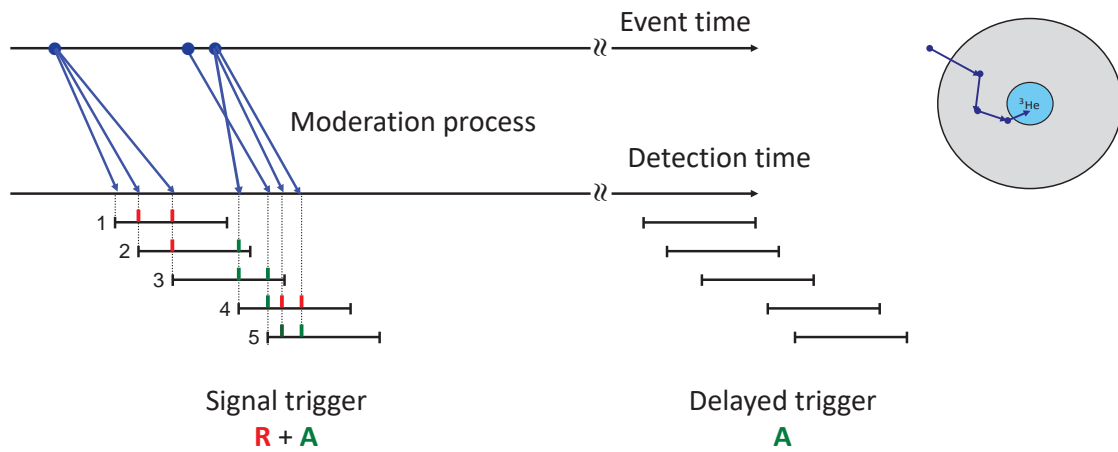 Event time
³He
Moderation process
Detection time
1
2
3
4
5
Signal trigger
R + A
Delayed trigger
A